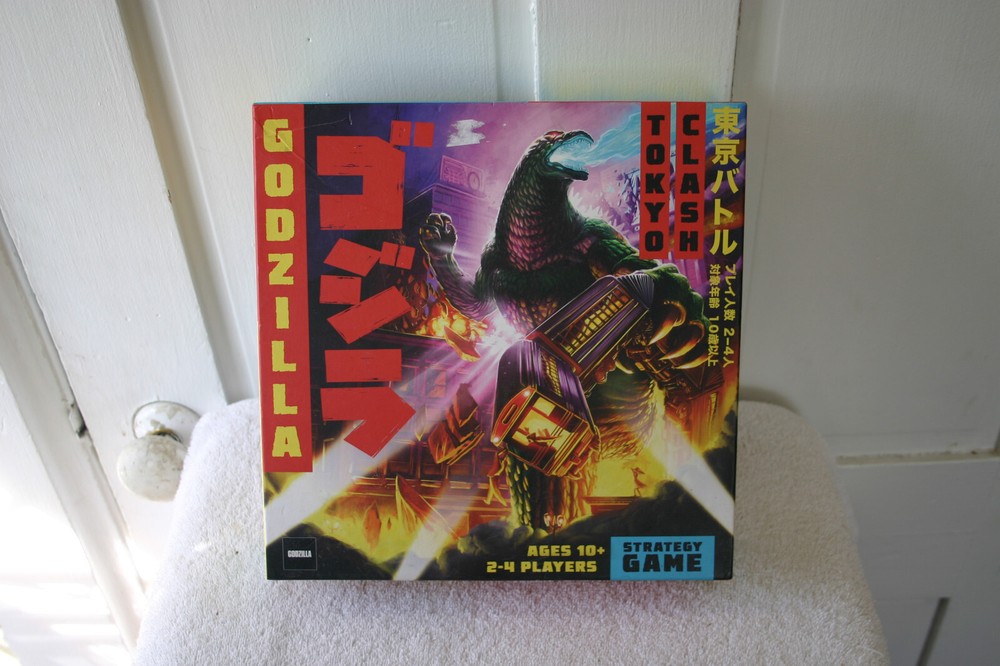 GODZILLA
ゴジラ
TOKYO
CLASH
東京バトル
プレイ人数 2-4人
対象年齢 10歳以上
GODZILLA
AGES 10+
2-4 PLAYERS
STRATEGY
GAME